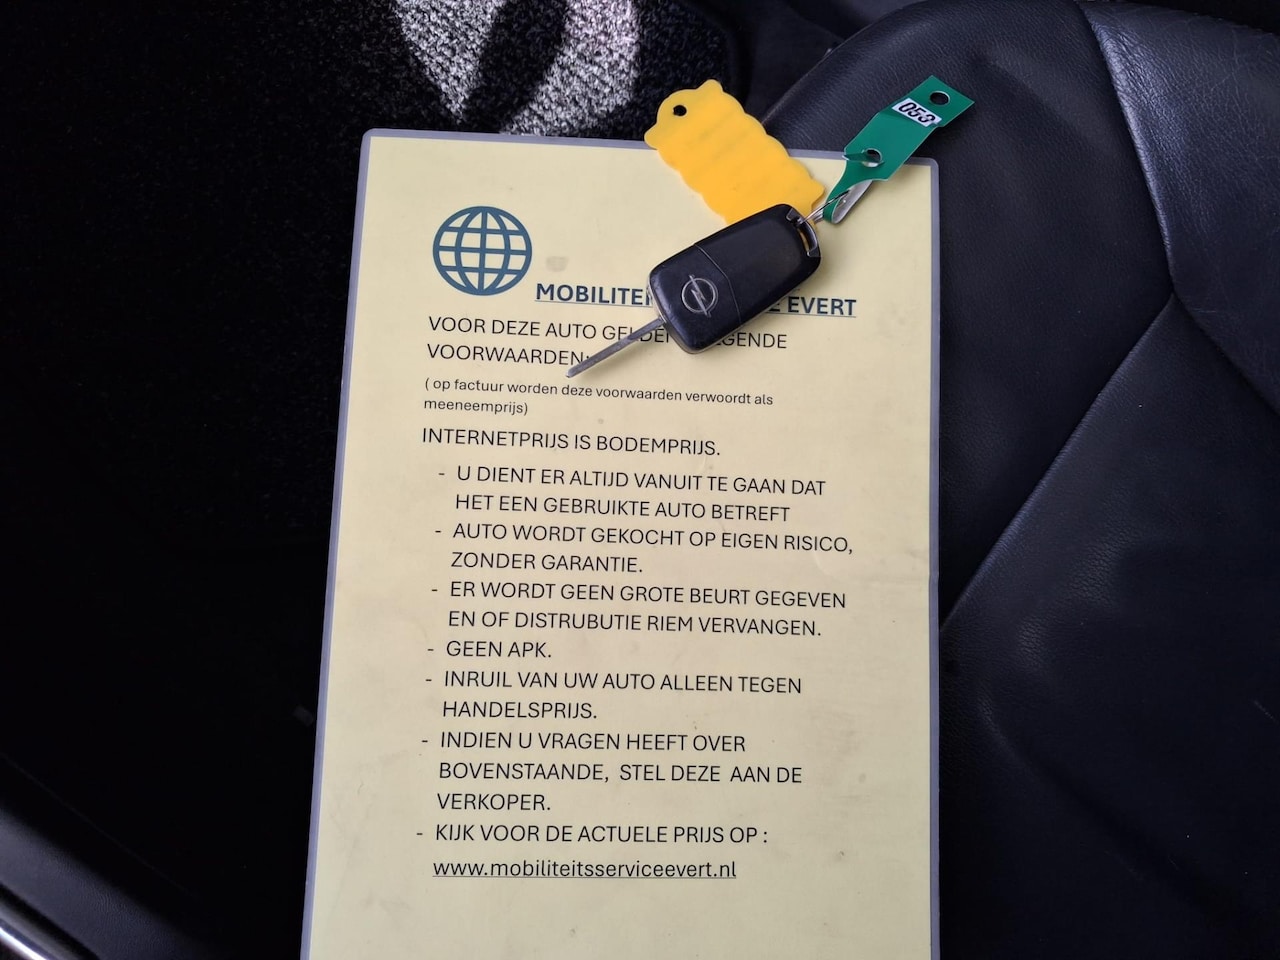 053
MOBILITEI E EVERT
VOOR DEZE AUTO GELDEN GENDE
VOORWAARDEN:
( op factuur worden deze voorwaarden verwoordt als
meeneemprijs)
INTERNETPRIJS IS BODEMPRIJS.
- U DIENT ER ALTIJD VANUIT TE GAAN DAT
HET EEN GEBRUIKTE AUTO BETREFT
- AUTO WORDT GEKOCHT OP EIGEN RISICO,
ZONDER GARANTIE.
- ER WORDT GEEN GROTE BEURT GEGEVEN
EN OF DISTRUBUTIE RIEM VERVANGEN.
- GEEN APK.
- INRUIL VAN UW AUTO ALLEEN TEGEN
HANDELSPRIJS.
- INDIEN U VRAGEN HEEFT OVER
BOVENSTAANDE, STEL DEZE AAN DE
VERKOPER.
- KIJK VOOR DE ACTUELE PRIJS OP :
www.mobiliteitsserviceevert.nl